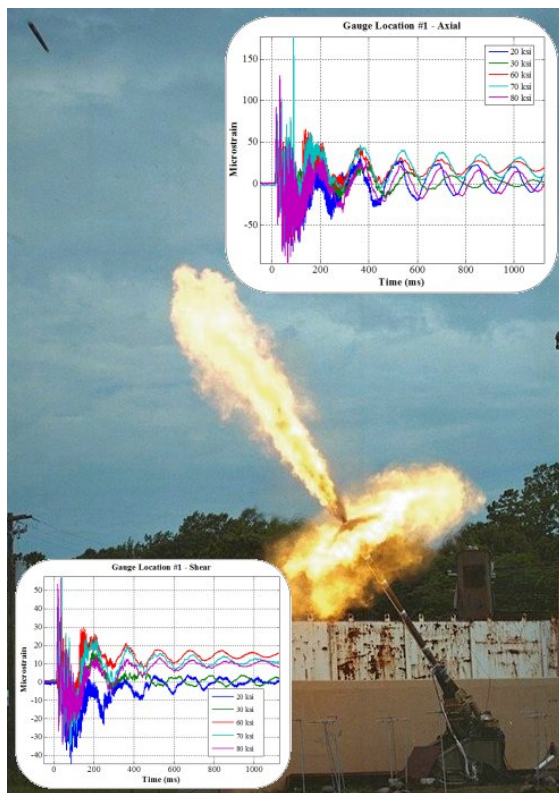 Gauge Location #1 - Axial
20 ksi
30 ksi
60 ksi
70 ksi
80 ksi
Microstrain
150
100
50
0
-50
0 200 400 600 800 1000
Time (ms)
Gauge Location #1 - Shear
20 ksi
30 ksi
60 ksi
70 ksi
80 ksi
Microstrain
50
40
30
20
10
0
-10
-20
-30
-40
0 200 400 600 800 1000
Time (ms)